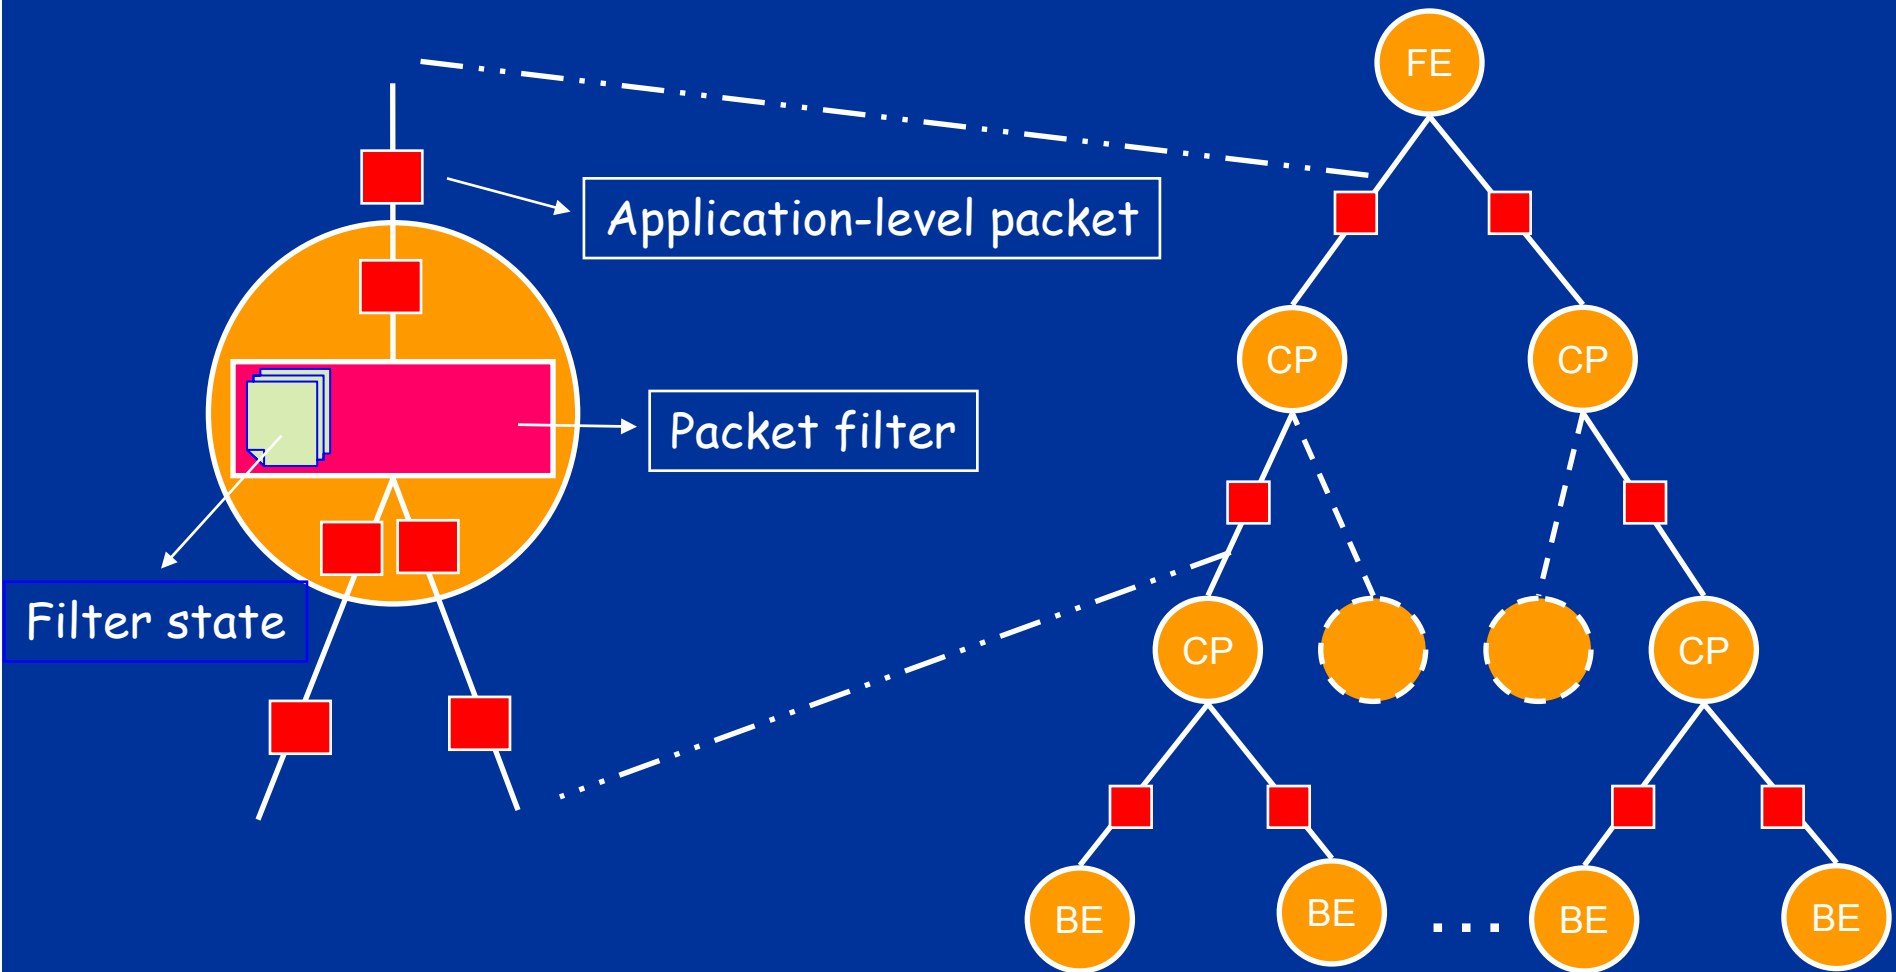 FE
Application-level packet
CP
CP
Packet filter
Filter state
CP
CP
BE
BE
...
BE
BE